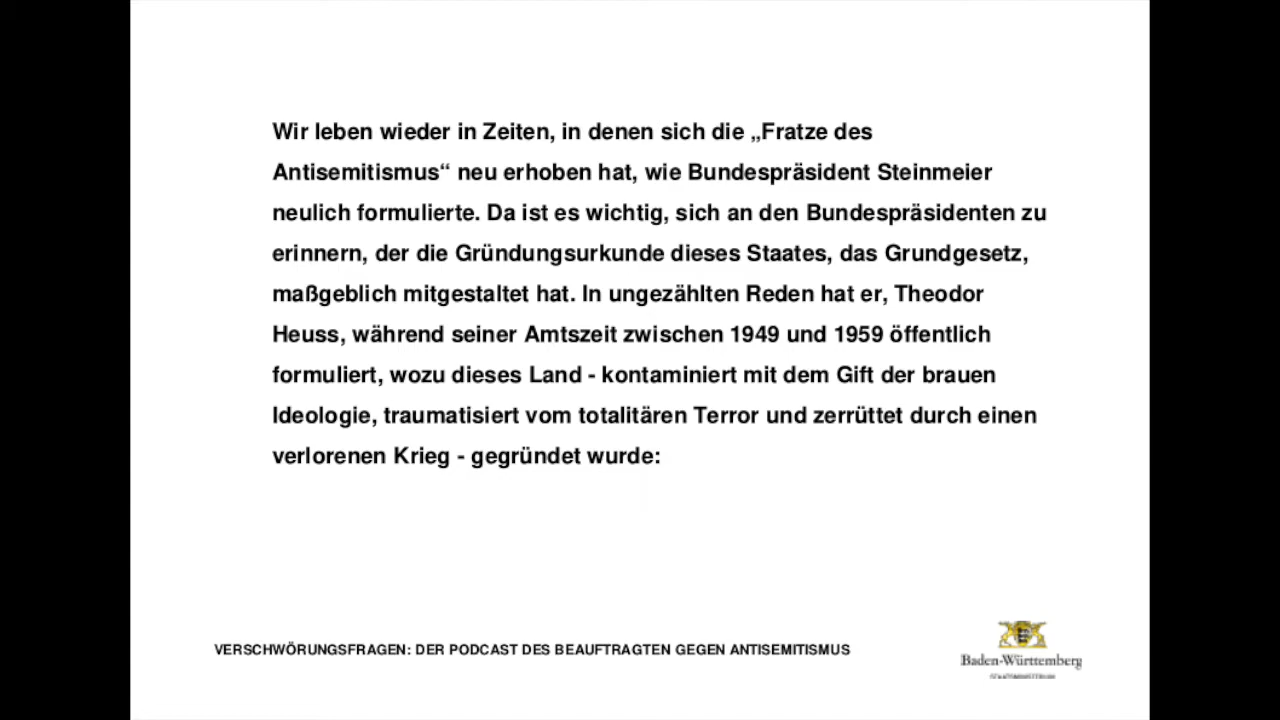 Wir leben wieder in Zeiten, in denen sich die „Fratze des
Antisemitismus“ neu erhoben hat, wie Bundespräsident Steinmeier
neulich formulierte. Da ist es wichtig, sich an den Bundespräsidenten zu
erinnern, der die Gründungsurkunde dieses Staates, das Grundgesetz,
maßgeblich mitgestaltet hat. In ungezählten Reden hat er, Theodor
Heuss, während seiner Amtszeit zwischen 1949 und 1959 öffentlich
formuliert, wozu dieses Land - kontaminiert mit dem Gift der brauen
Ideologie, traumatisiert vom totalitären Terror und zerrüttet durch einen
verlorenen Krieg - gegründet wurde:
VERSCHWÖRUNGSFRAGEN: DER PODCAST DES BEAUFTRAGTEN GEGEN ANTISEMITISMUS
Baden-Württemberg
STAATSMINISTERIUM